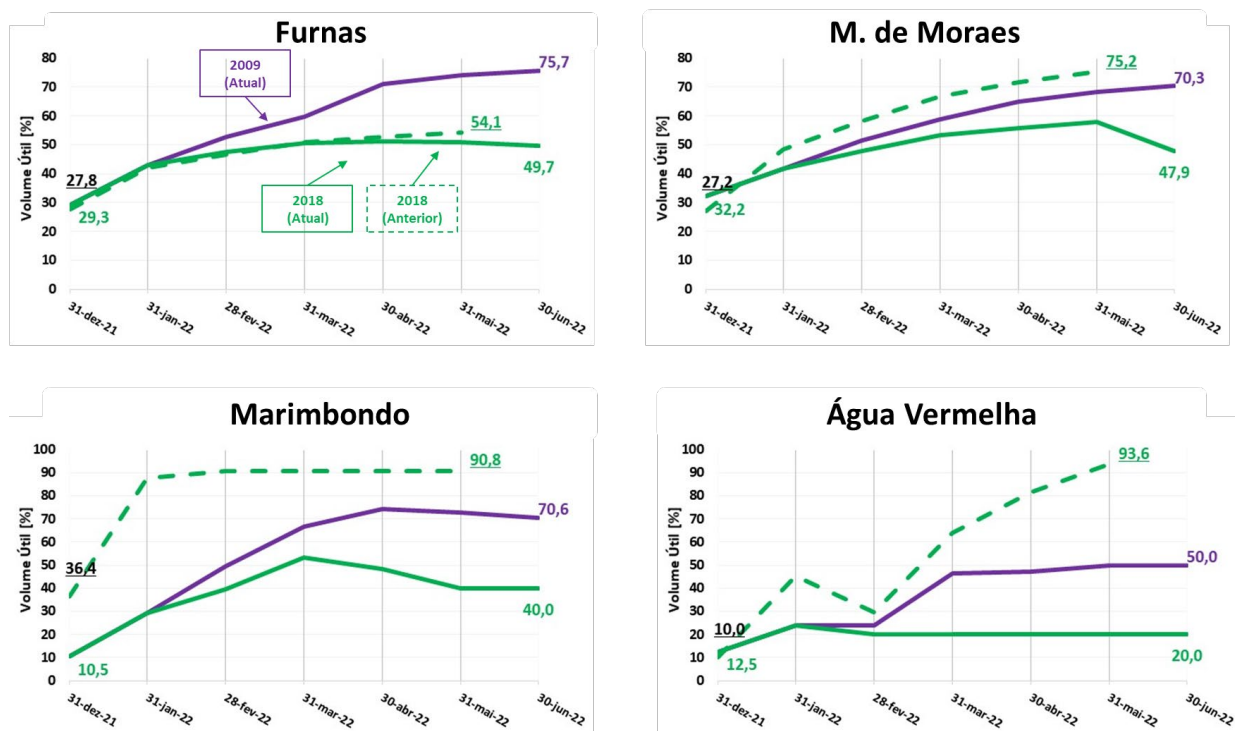 Furnas
Volume Útil [%]
80
70
60
50
40
30
20
10
0
2009
(Atual)
75,7
54,1
49,7
27,8
29,3
2018
(Atual)
2018
(Anterior)
31-dez-21
31-jan-22
28-fev-22
31-mar-22
30-abr-22
31-mai-22
30-jun-22
M. de Moraes
Volume Útil [%]
80
70
60
50
40
30
20
10
0
75,2
70,3
47,9
27,2
32,2
31-dez-21
31-jan-22
28-fev-22
31-mar-22
30-abr-22
31-mai-22
30-jun-22
Marimbondo
Volume Útil [%]
100
90
80
70
60
50
40
30
20
10
0
90,8
70,6
36,4
40,0
10,5
31-dez-21
31-jan-22
28-fev-22
31-mar-22
30-abr-22
31-mai-22
30-jun-22
Água Vermelha
Volume Útil [%]
100
90
80
70
60
50
40
30
20
10
0
93,6
50,0
10,0
12,5
20,0
31-dez-21
31-jan-22
28-fev-22
31-mar-22
30-abr-22
31-mai-22
30-jun-22